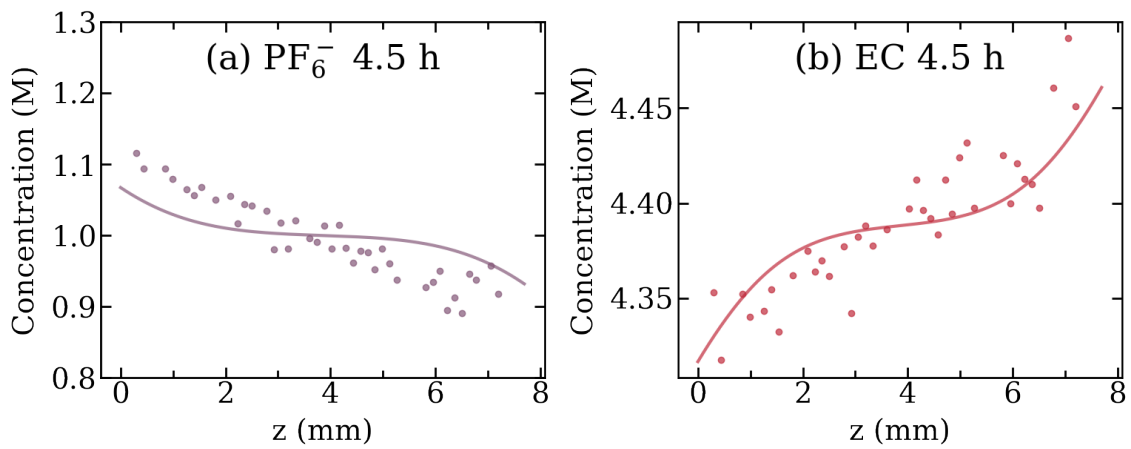 (a) PF₆⁻ 4.5 h
Concentration (M)
1.3
1.2
1.1
1.0
0.9
0.8
0 2 4 6 8
z (mm)
(b) EC 4.5 h
Concentration (M)
4.45
4.40
4.35
0 2 4 6 8
z (mm)